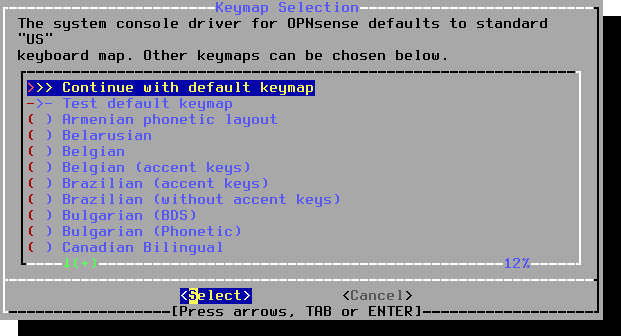 Keymap Selection
The system console driver for OPNsense defaults to standard
"US"
keyboard map. Other keymaps can be chosen below.
>>> Continue with default keymap
->- Test default keymap
( ) Armenian phonetic layout
( ) Belarusian
( ) Belgian
( ) Belgian (accent keys)
( ) Brazilian (accent keys)
( ) Brazilian (without accent keys)
( ) Bulgarian (BDS)
( ) Bulgarian (Phonetic)
( ) Canadian Bilingual
↓(+) 12%
<Select> <Cancel>
[Press arrows, TAB or ENTER]